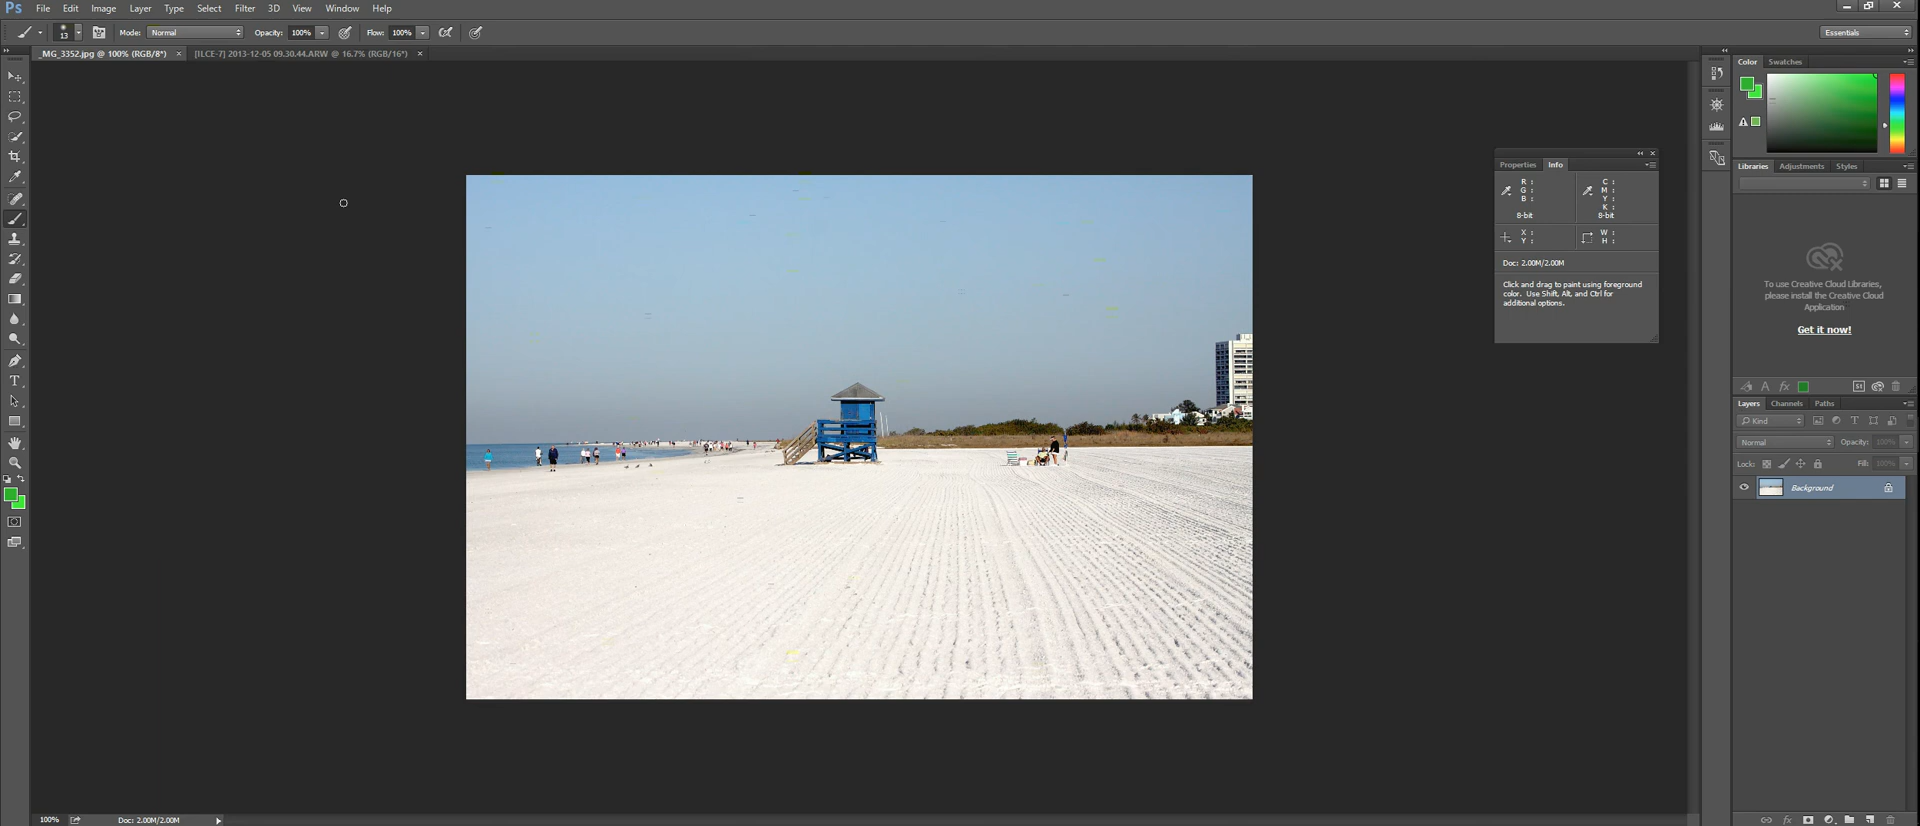 Ps File Edit Image Layer Type Select Filter 3D View Window Help
13 Mode: Normal Opacity: 100% Flow: 100% Essentials
_MG_3352.jpg @ 100% (RGB/8*) × [ILCE-7] 2013-12-05 09.30.44.ARW @ 16.7% (RGB/16*) ×
Color Swatches
Properties Info
R : C :
G : M :
B : Y :
K :
8-bit 8-bit
X : W :
Y : H :
Doc: 2.00M/2.00M
Click and drag to paint using foreground
color. Use Shift, Alt, and Ctrl for
additional options.
Libraries Adjustments Styles
To use Creative Cloud Libraries,
please install the Creative Cloud
Application
Get it now!
Layers Channels Paths
Kind
Normal Opacity: 100%
Lock: Fill: 100%
Background
100% Doc: 2.00M/2.00M